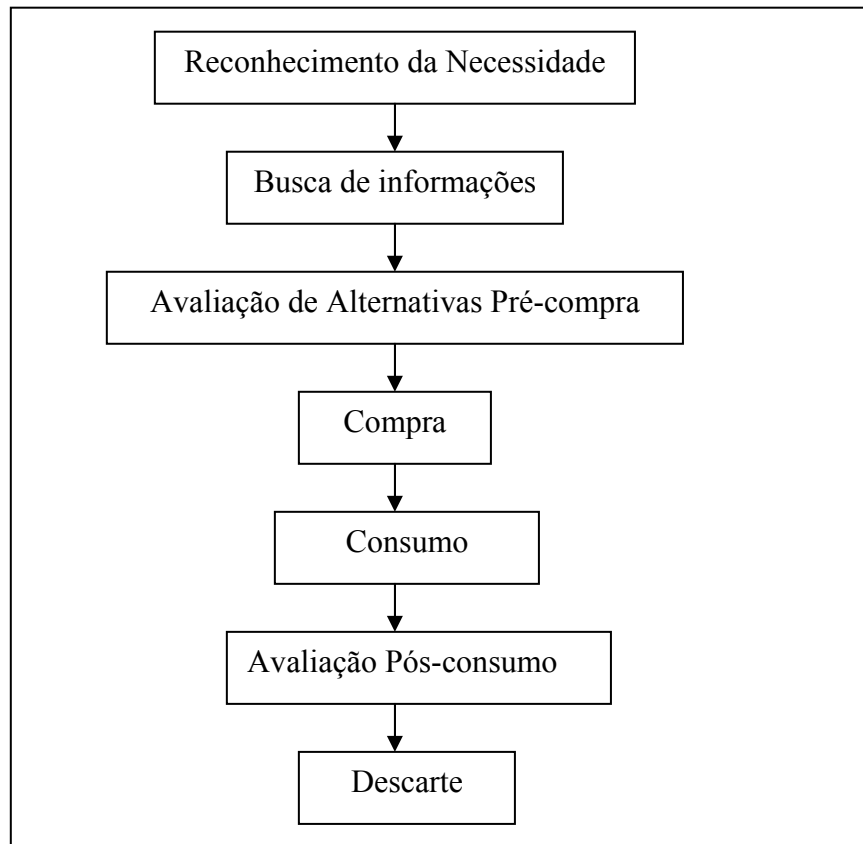 Reconhecimento da Necessidade
Busca de informações
Avaliação de Alternativas Pré-compra
Compra
Consumo
Avaliação Pós-consumo
Descarte